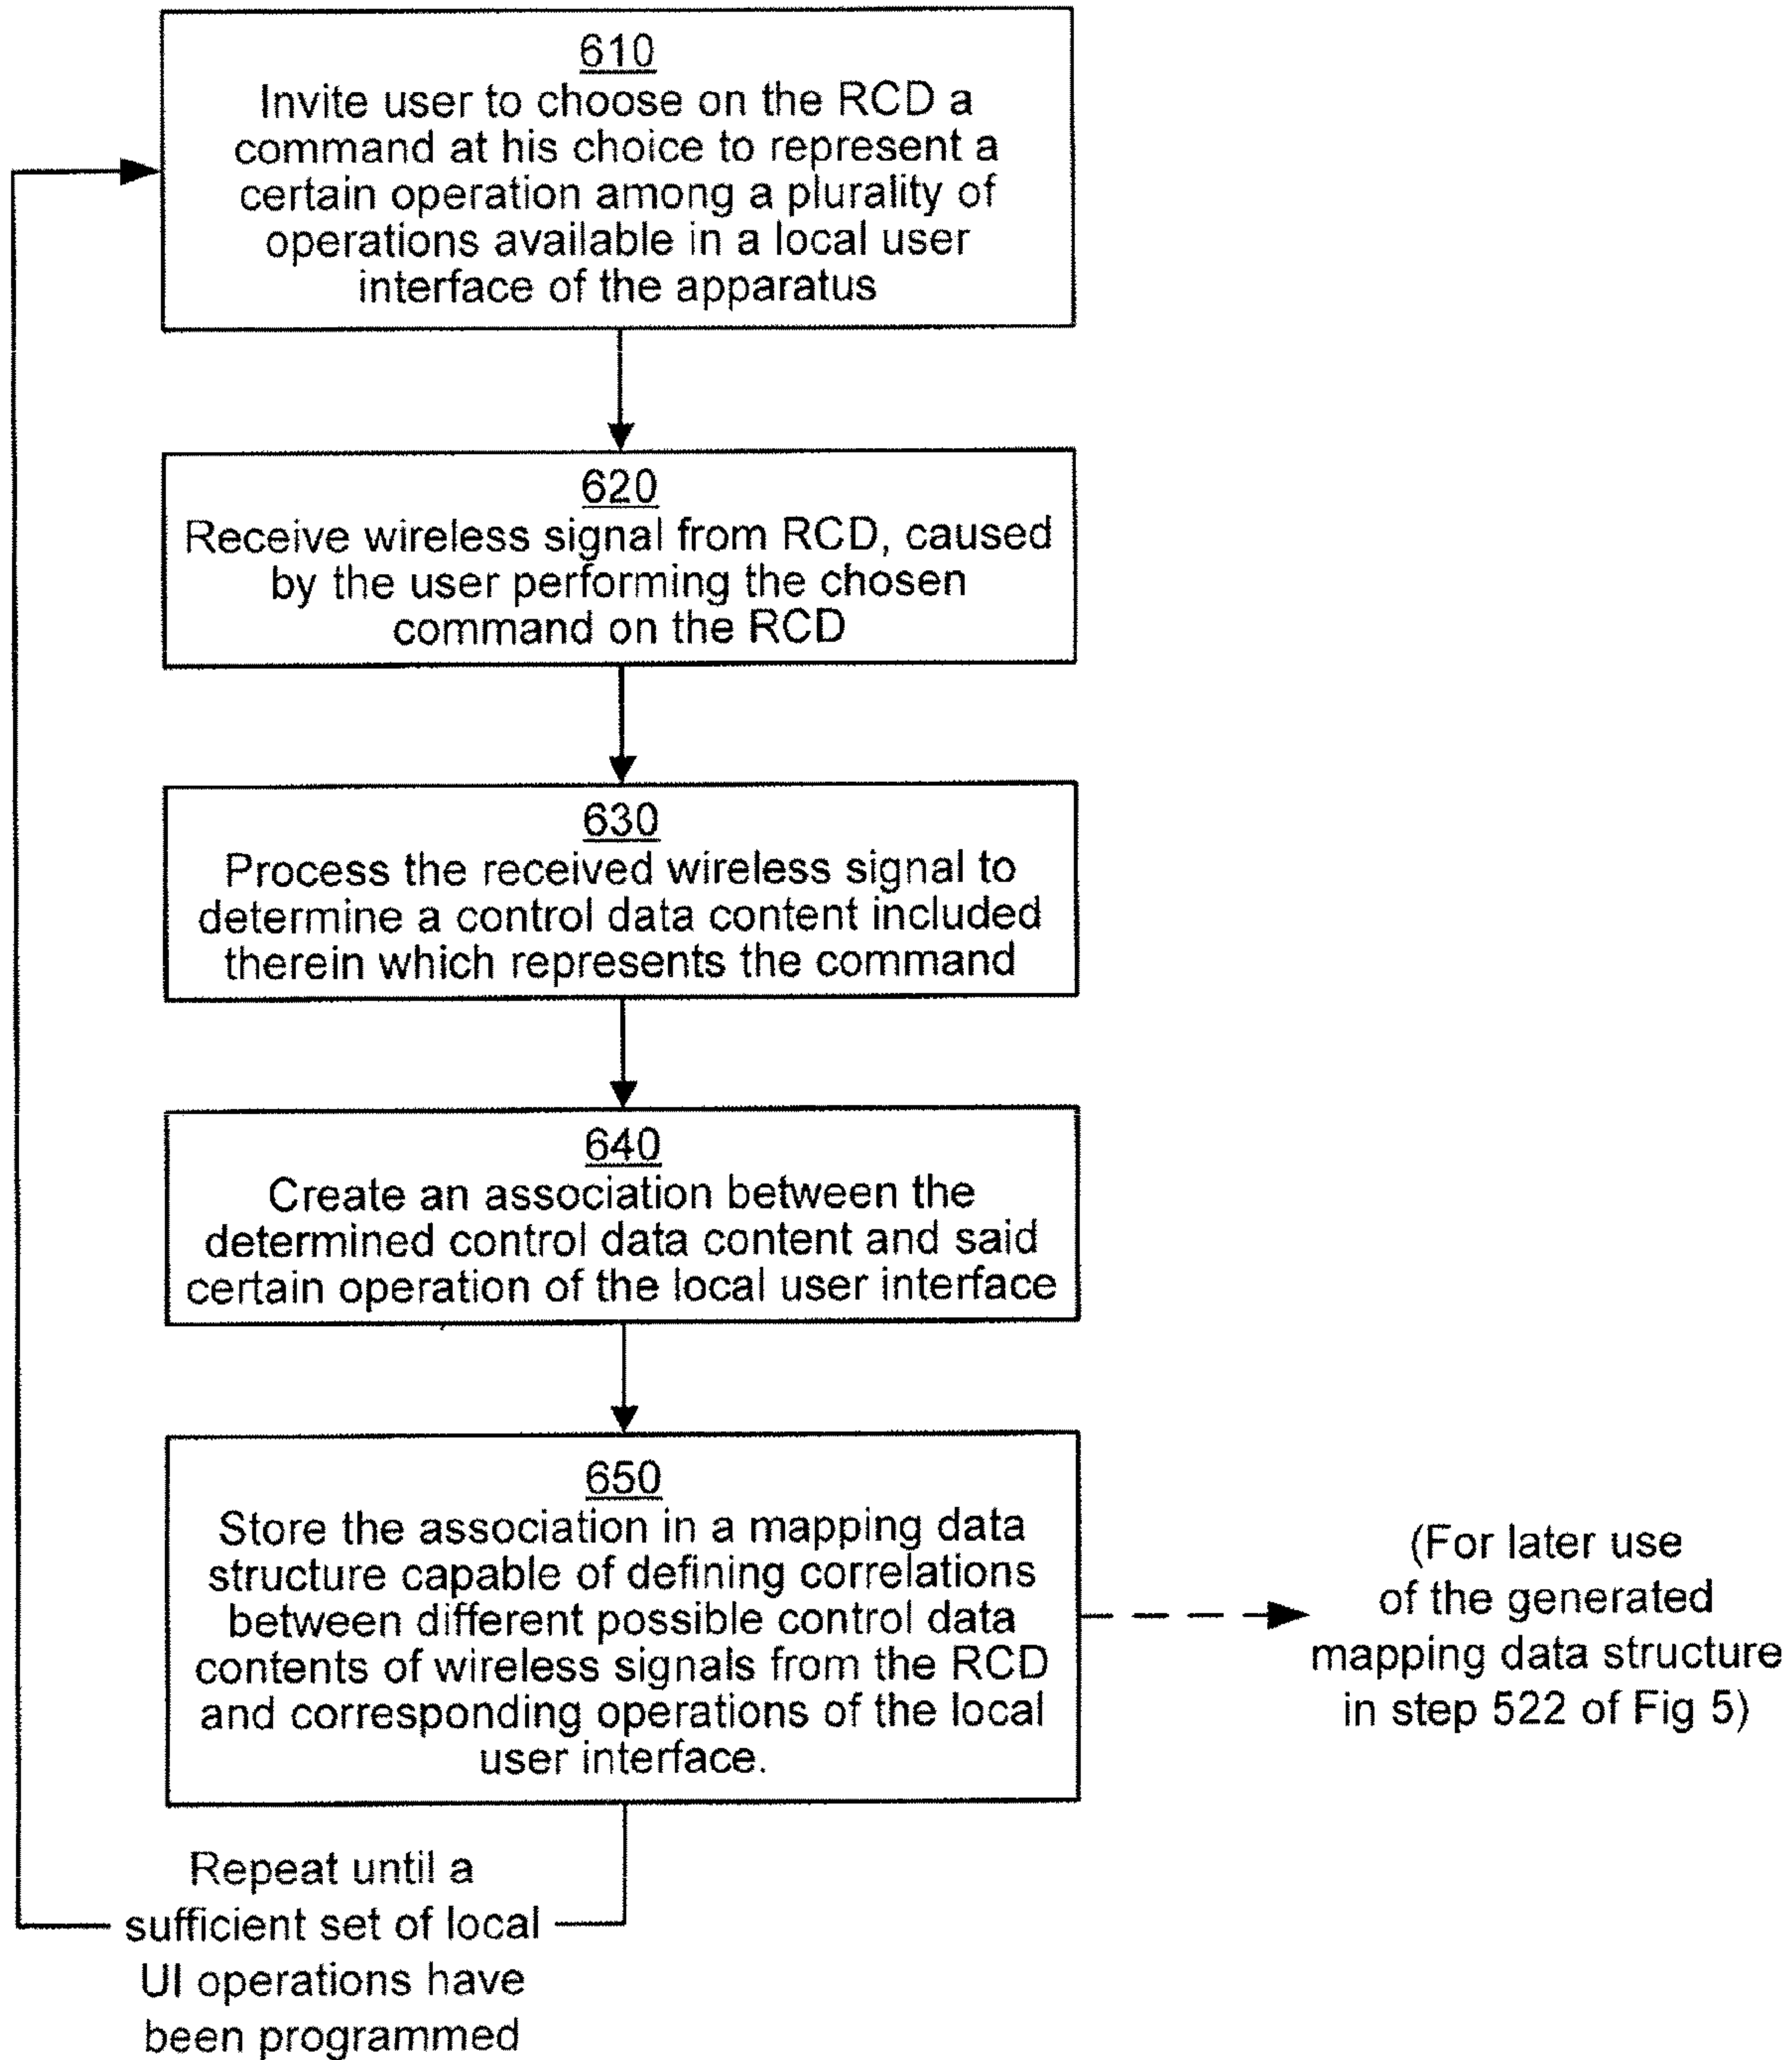 610
Invite user to choose on the RCD a
command at his choice to represent a
certain operation among a plurality of
operations available in a local user
interface of the apparatus
620
Receive wireless signal from RCD, caused
by the user performing the chosen
command on the RCD
630
Process the received wireless signal to
determine a control data content included
therein which represents the command
640
Create an association between the
determined control data content and said
certain operation of the local user interface
650
Store the association in a mapping data
structure capable of defining correlations
between different possible control data
contents of wireless signals from the RCD
and corresponding operations of the local
user interface.
(For later use
of the generated
mapping data structure
in step 522 of Fig 5)
Repeat until a
sufficient set of local
UI operations have
been programmed